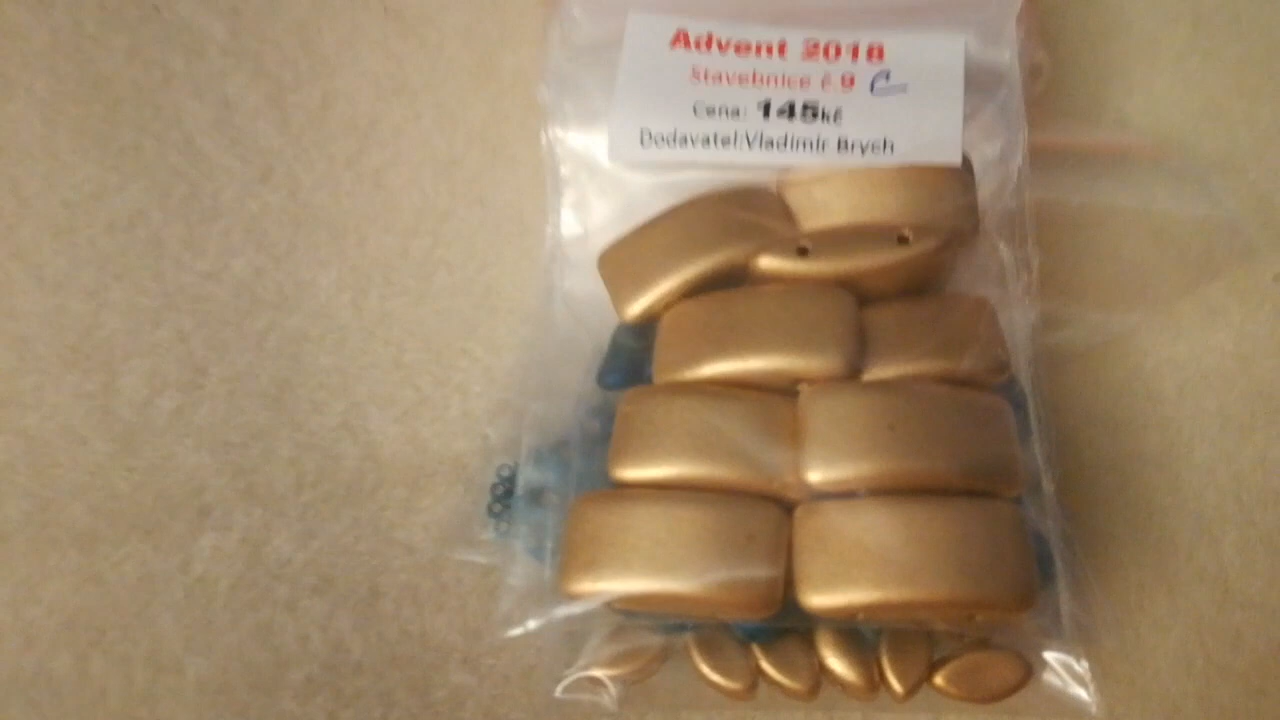 Advent 2018
Stavebnice č.9 C
Cena: 145kč
Dodavatel:Vladimír Brych